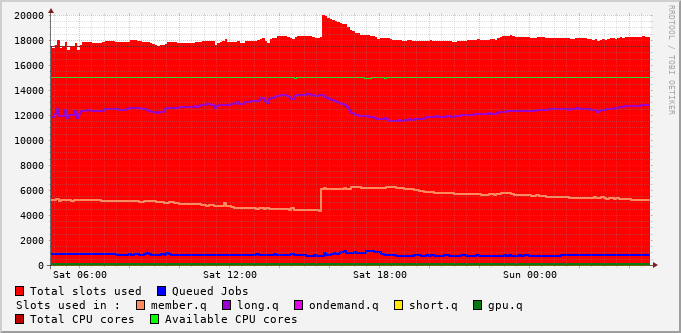 20000
18000
16000
14000
12000
10000
8000
6000
4000
2000
0
Sat 06:00 Sat 12:00 Sat 18:00 Sun 00:00
RRDTOOL / TOBI OETIKER
Total slots used Queued Jobs
Slots used in : member.q long.q ondemand.q short.q gpu.q
Total CPU cores Available CPU cores